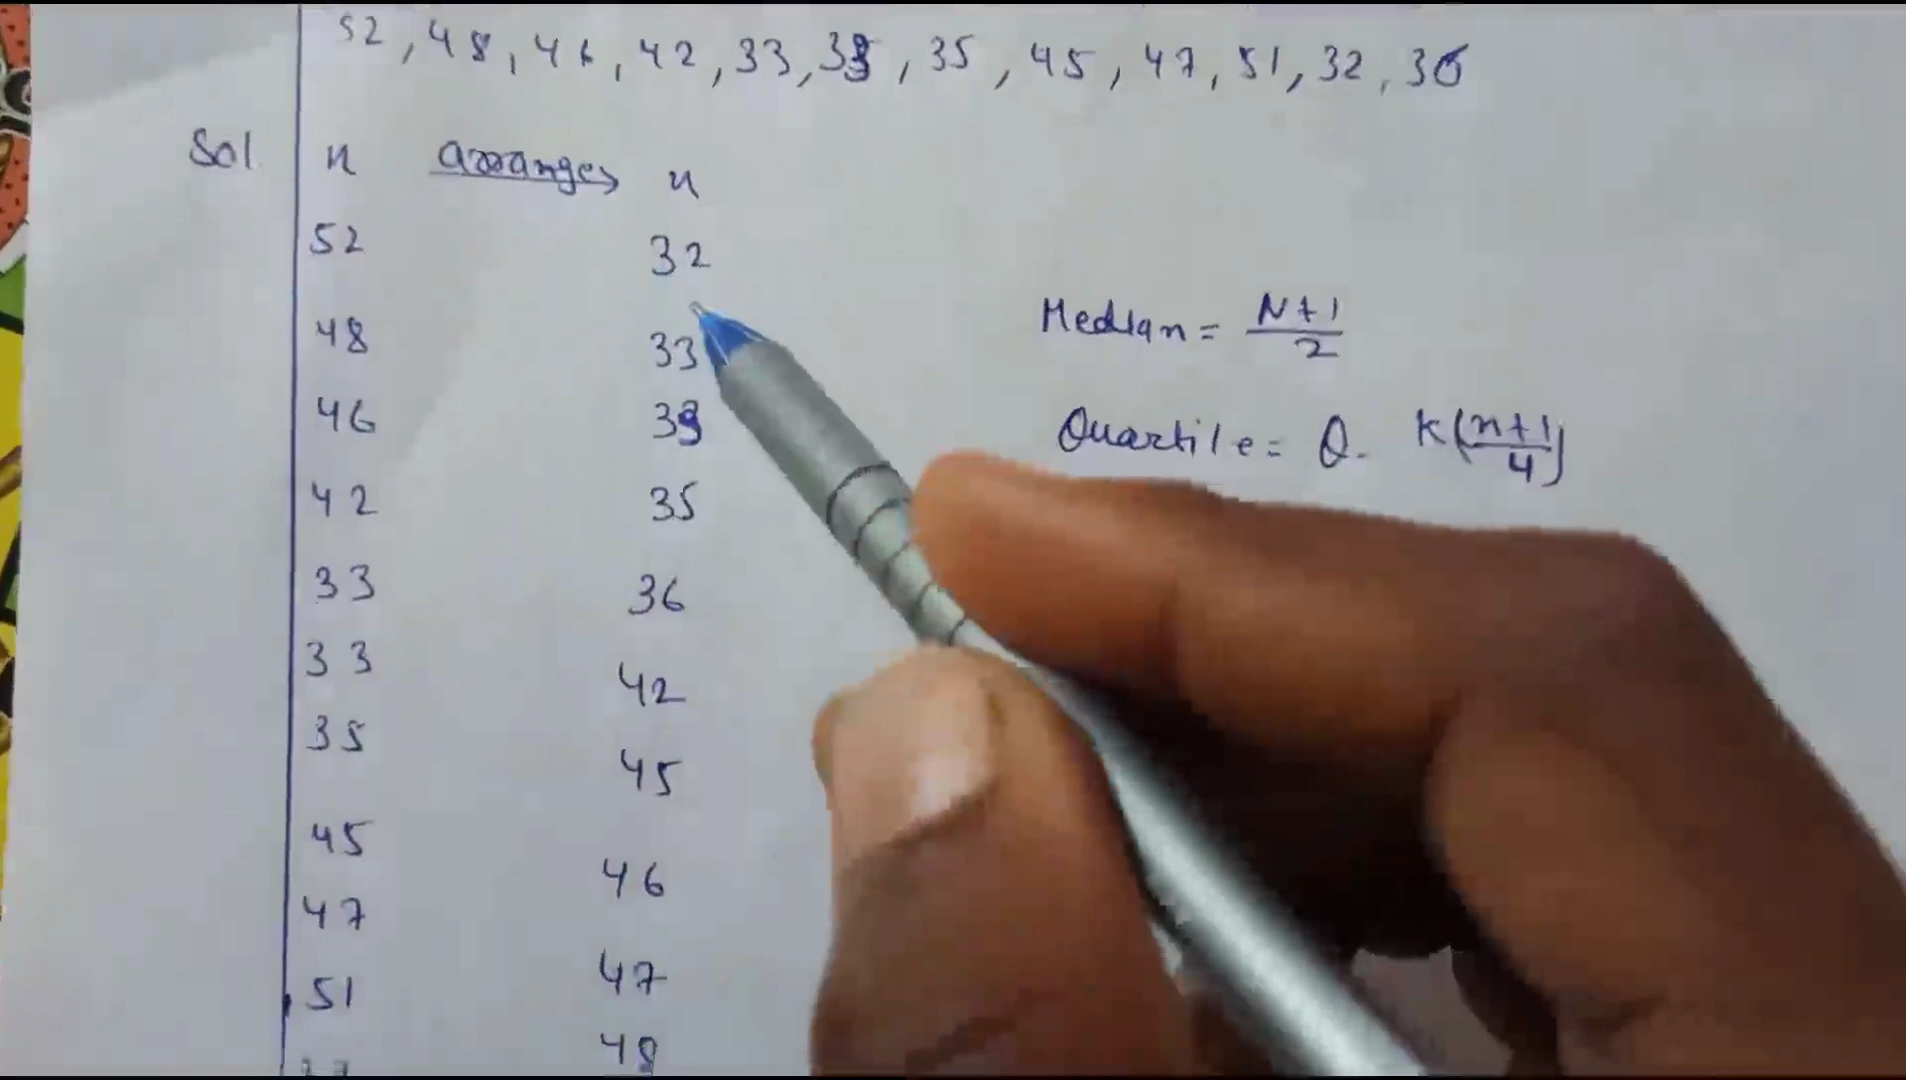 52, 48, 46, 42, 33, 33, 35, 45, 47, 51, 32, 36
Sol. x arranges x
52 32
48 33
46 33
42 35
33 36
33 42
35 45
45 46
47 47
51 48
Median = N+1/2
Quartile = Q. k(n+1/4)